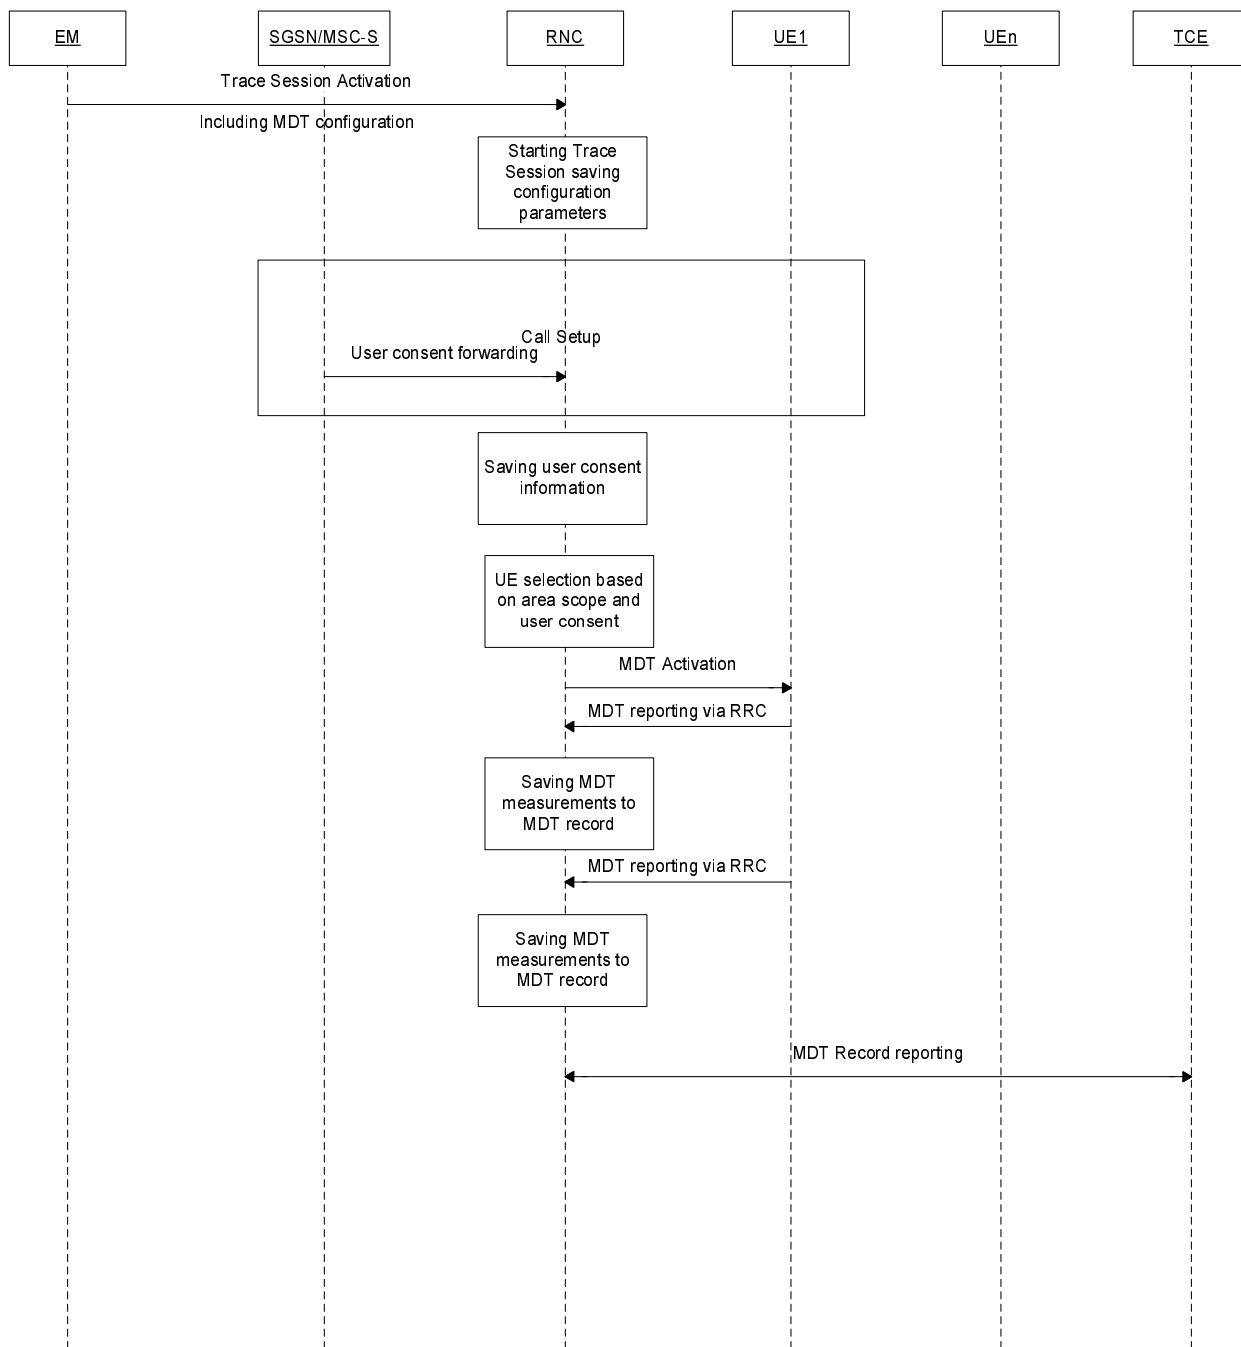 EM
SGSN/MSC-S
RNC
UE1
UEn
TCE
Trace Session Activation
Including MDT configuration
Starting Trace
Session saving
configuration
parameters
Call Setup
User consent forwarding
Saving user consent
information
UE selection based
on area scope and
user consent
MDT Activation
MDT reporting via RRC
Saving MDT
measurements to
MDT record
MDT reporting via RRC
Saving MDT
measurements to
MDT record
MDT Record reporting